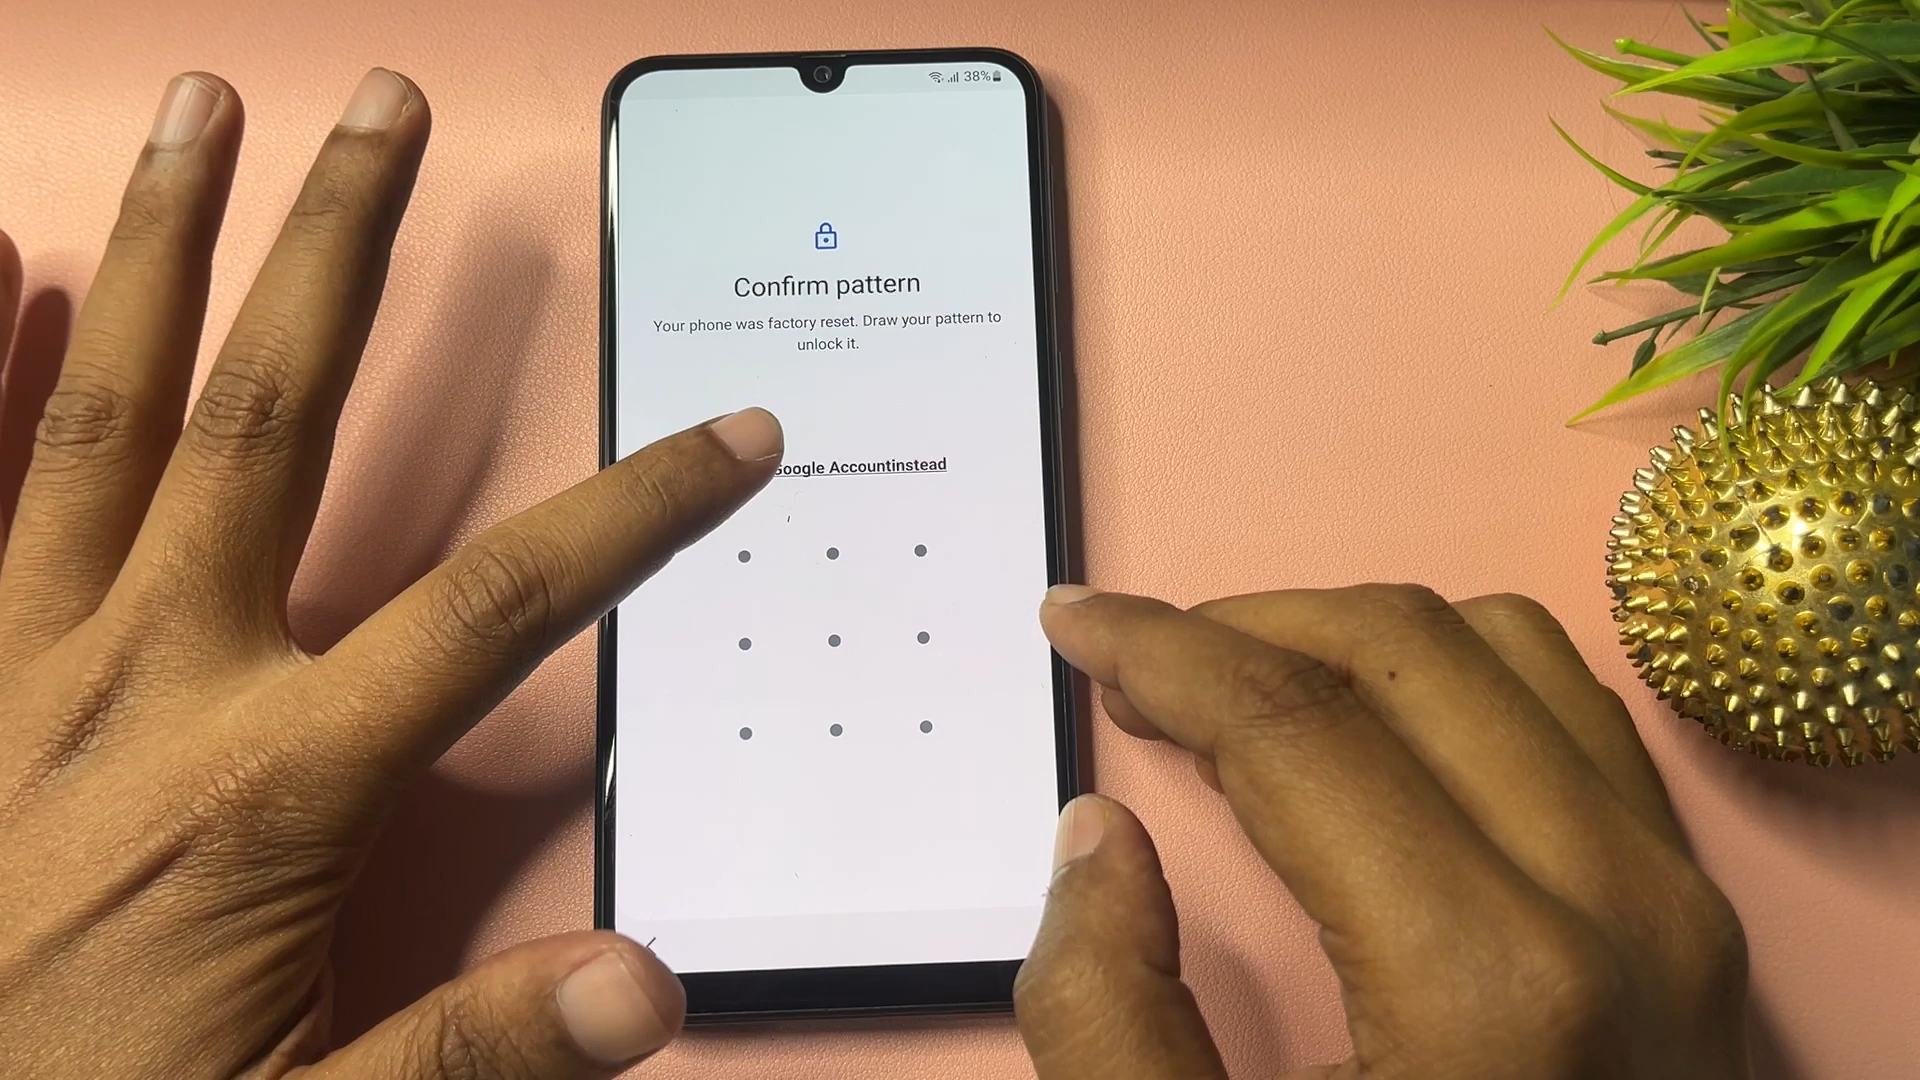 38%
Confirm pattern
Your phone was factory reset. Draw your pattern to
unlock it.
Google Accountinstead